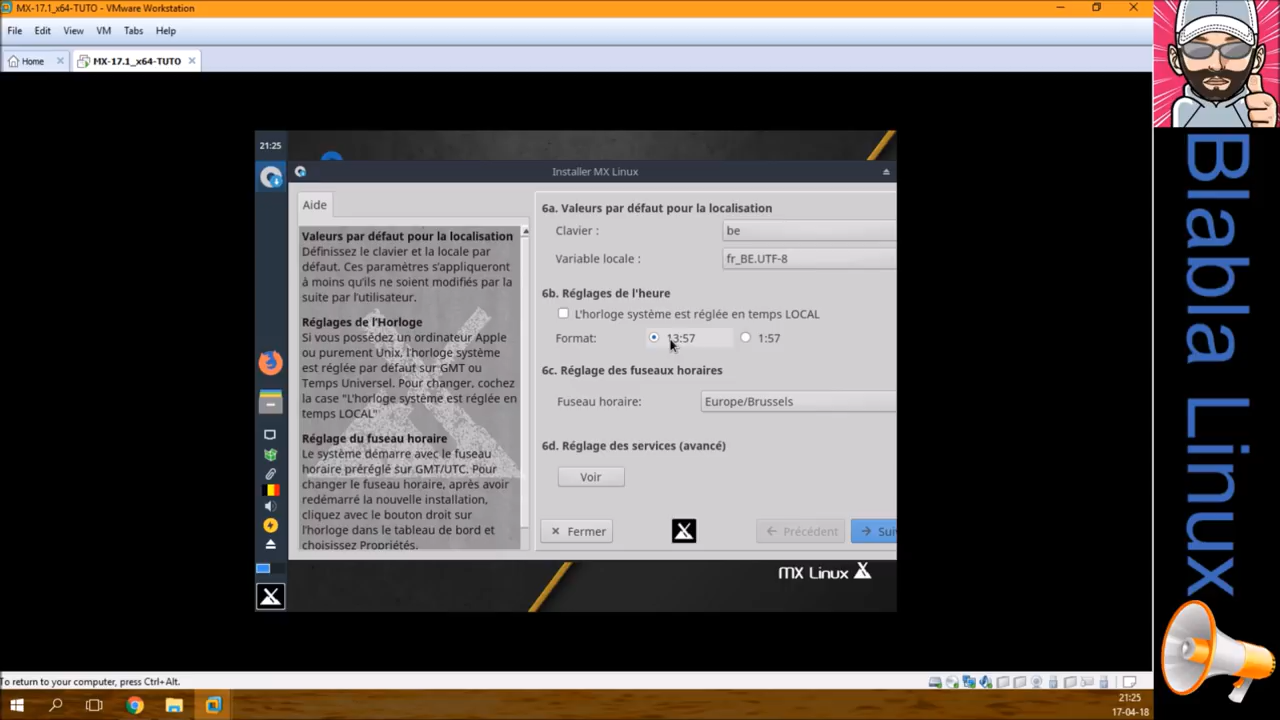 MX-17.1_x64-TUTO - VMware Workstation
File Edit View VM Tabs Help
Home MX-17.1_x64-TUTO
21:25
Installer MX Linux
Aide
Valeurs par défaut pour la localisation
Définissez le clavier et la locale par
défaut. Ces paramètres s’appliqueront
à moins qu’ils ne soient modifiés par la
suite par l’utilisateur.
Réglages de l’Horloge
Si vous possédez un ordinateur Apple
ou purement Unix, l’horloge système
est réglée par défaut sur GMT ou
Temps Universel. Pour changer, cochez
la case "L'horloge système est réglée en
temps LOCAL"
Réglage du fuseau horaire
Le système démarre avec le fuseau
horaire préréglé sur GMT/UTC. Pour
changer le fuseau horaire, après avoir
redémarré la nouvelle installation,
cliquez avec le bouton droit sur
l’horloge dans le tableau de bord et
choisissez Propriétés.
6a. Valeurs par défaut pour la localisation
Clavier : be
Variable locale : fr_BE.UTF-8
6b. Réglages de l'heure
L'horloge système est réglée en temps LOCAL
Format: 13:57 1:57
6c. Réglage des fuseaux horaires
Fuseau horaire: Europe/Brussels
6d. Réglage des services (avancé)
Voir
Fermer Précédent Sui
MX Linux
To return to your computer, press Ctrl+Alt.
21:25
17-04-18
Blabla Linux